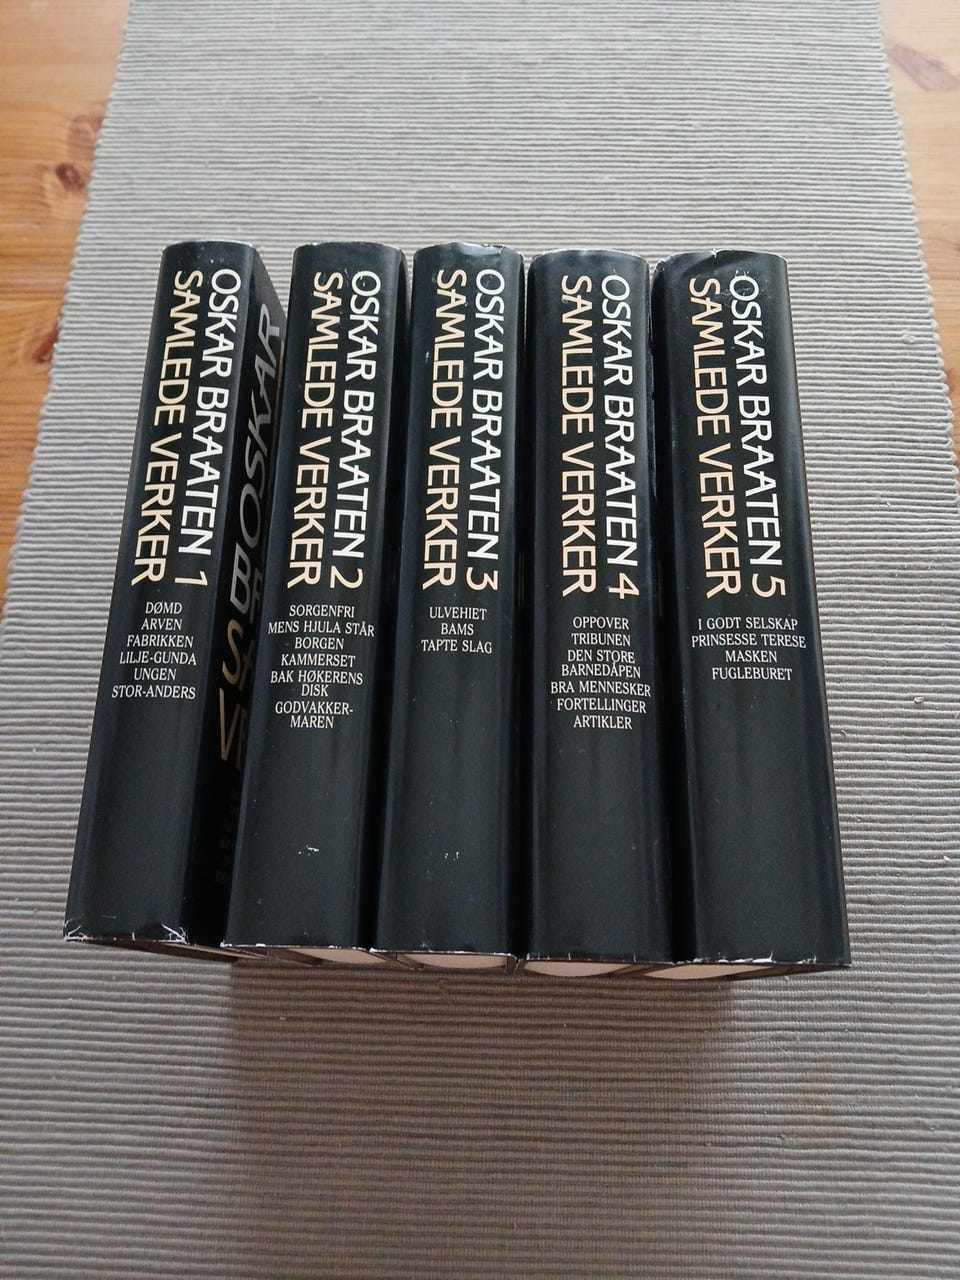 OSKAR BRAATEN 1
SAMLEDE VERKER
DØMD
ARVEN
FABRIKKEN
LILJE-GUNDA
UNGEN
STOR-ANDERS
OSKAR
OSKAR BRAATEN 2
SAMLEDE VERKER
SORGENFRI
MENS HJULA STÅR
BORGEN
KAMMERSET
BAK HØKERENS
DISK
GODVAKKER-
MAREN
OSKAR BRAATEN 3
SAMLEDE VERKER
ULVEHIET
BAMS
TAPTE SLAG
OSKAR BRAATEN 4
SAMLEDE VERKER
OPPOVER
TRIBUNEN
DEN STORE
BARNEDÅPEN
BRA MENNESKER
FORTELLINGER
ARTIKLER
OSKAR BRAATEN 5
SAMLEDE VERKER
I GODT SELSKAP
PRINSESSE TERESE
MASKEN
FUGLEBURET